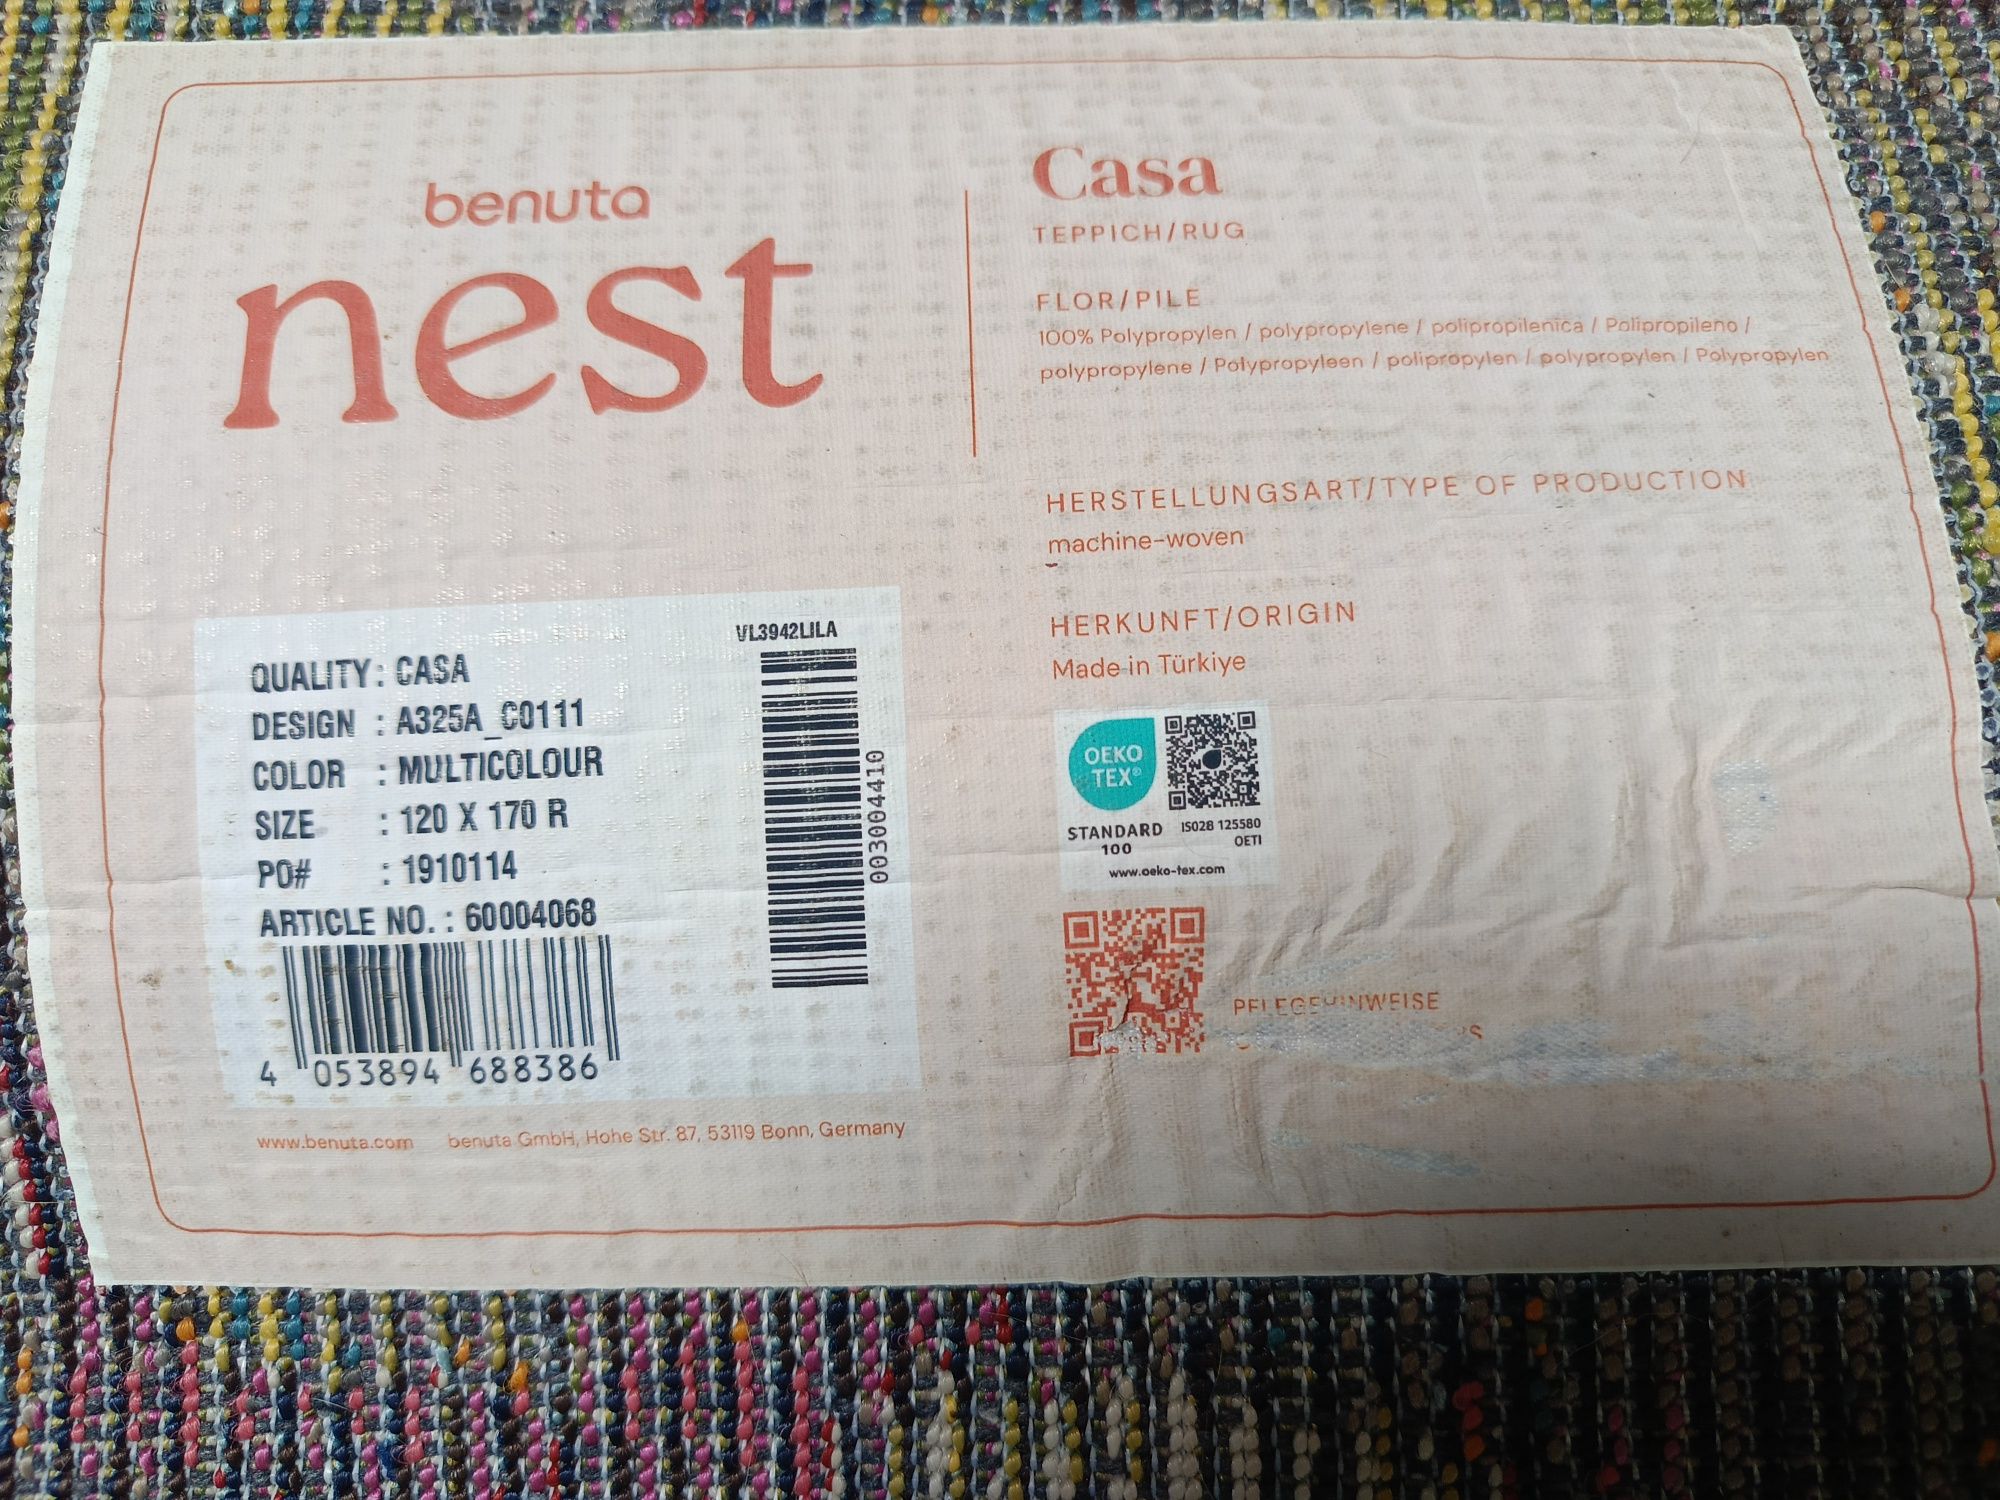 benuta
nest
Casa
TEPPICH/RUG
FLOR/PILE
100% Polypropylen / polypropylene / polipropilenica / Polipropileno /
polypropylene / Polypropyleen / polipropylen / polypropylen / Polypropylen
HERSTELLUNGSART/TYPE OF PRODUCTION
machine-woven
HERKUNFT/ORIGIN
Made in Türkiye
OEKO
TEX®
STANDARD
100
IS028 125580
OETI
www.oeko-tex.com
PFLEGEHINWEISE
VL3942LILA
QUALITY: CASA
DESIGN : A325A_C0111
COLOR : MULTICOLOUR
SIZE : 120 X 170 R
PO# : 1910114
ARTICLE NO. : 60004068
003004410
4 053894 688386
www.benuta.com benuta GmbH, Hohe Str. 87, 53119 Bonn, Germany